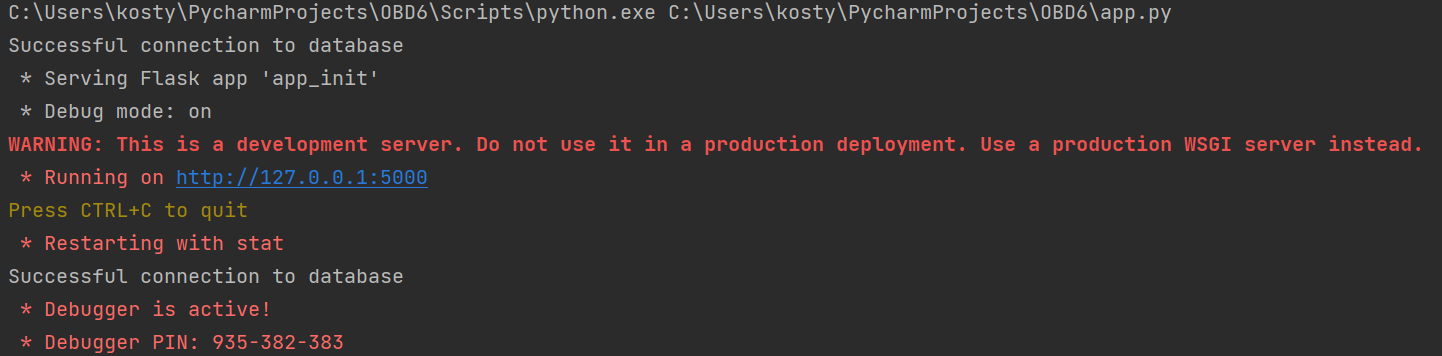 C:\Users\kosty\PycharmProjects\OBD6\Scripts\python.exe C:\Users\kosty\PycharmProjects\OBD6\app.py
Successful connection to database
 * Serving Flask app 'app_init'
 * Debug mode: on
WARNING: This is a development server. Do not use it in a production deployment. Use a production WSGI server instead.
 * Running on http://127.0.0.1:5000
Press CTRL+C to quit
 * Restarting with stat
Successful connection to database
 * Debugger is active!
 * Debugger PIN: 935-382-383